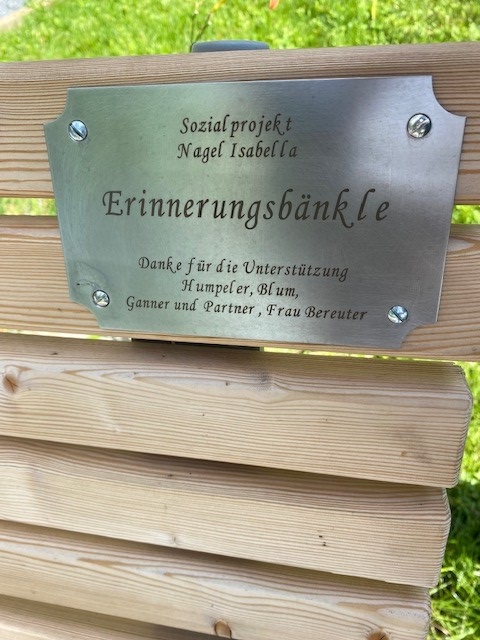 Sozialprojekt
Nagel Isabella
Erinnerungsbänkle
Danke für die Unterstützung
Humpeler, Blum,
Ganner und Partner, Frau Bereuter